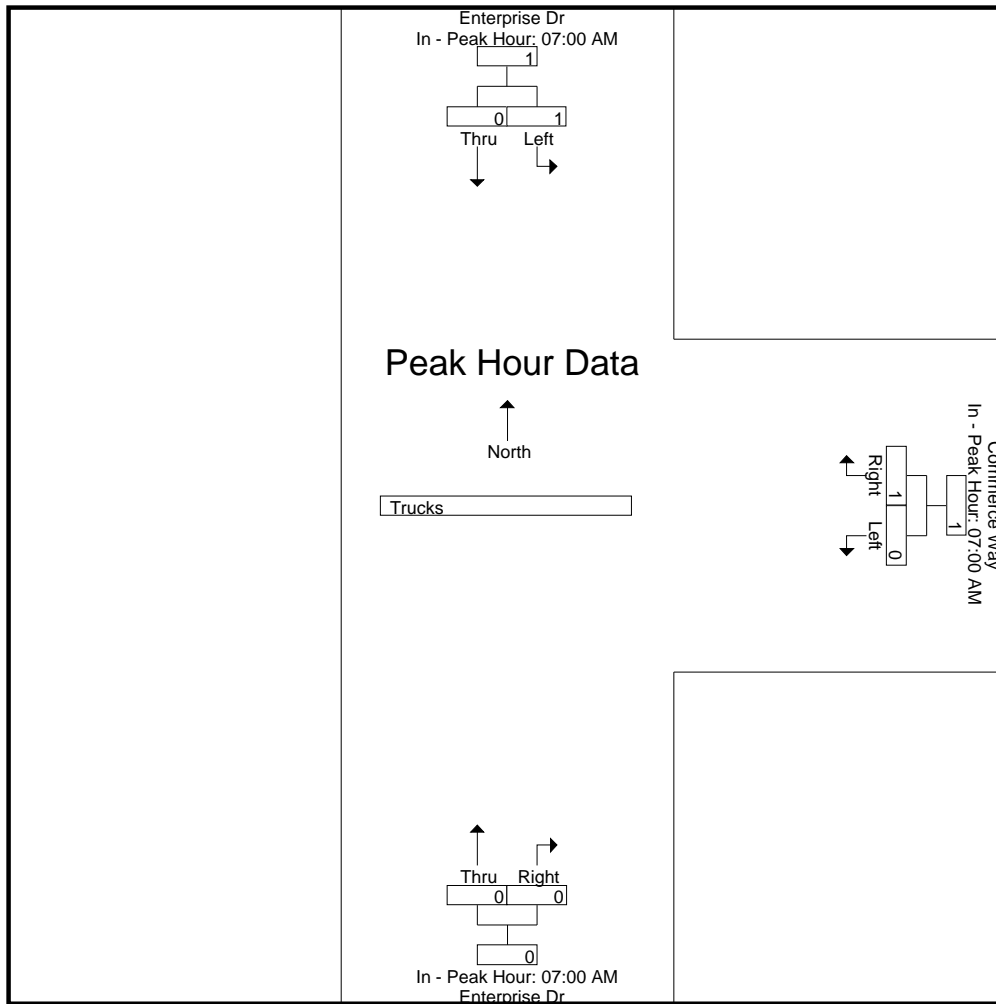 Enterprise Dr
In - Peak Hour: 07:00 AM
1
0 1
Thru Left
Peak Hour Data
North
Trucks
Commerce Way
In - Peak Hour: 07:00 AM
1
1 0
Right Left
Thru Right
0 0
0
In - Peak Hour: 07:00 AM
Enterprise Dr